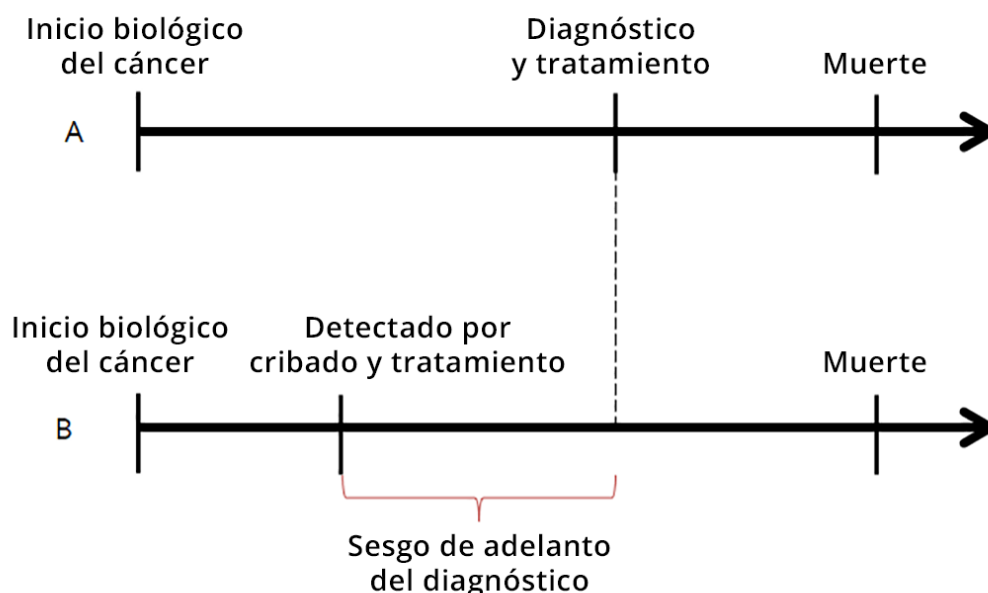 Inicio biológico
del cáncer
Diagnóstico
y tratamiento
Muerte
A
Inicio biológico
del cáncer
Detectado por
cribado y tratamiento
Muerte
B
Sesgo de adelanto
del diagnóstico